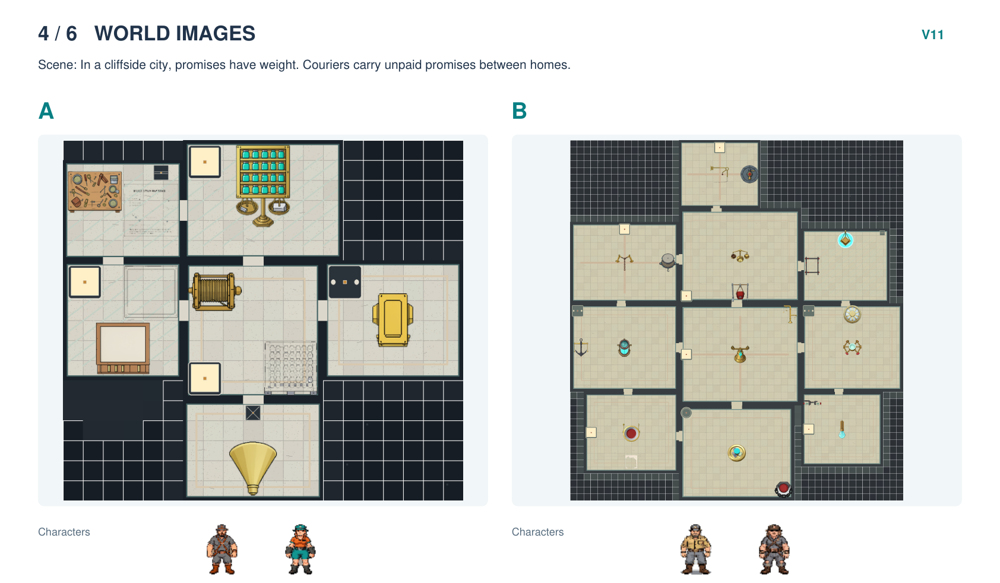 4 / 6 WORLD IMAGES
V11
Scene: In a cliffside city, promises have weight. Couriers carry unpaid promises between homes.
A
B
Characters
Characters